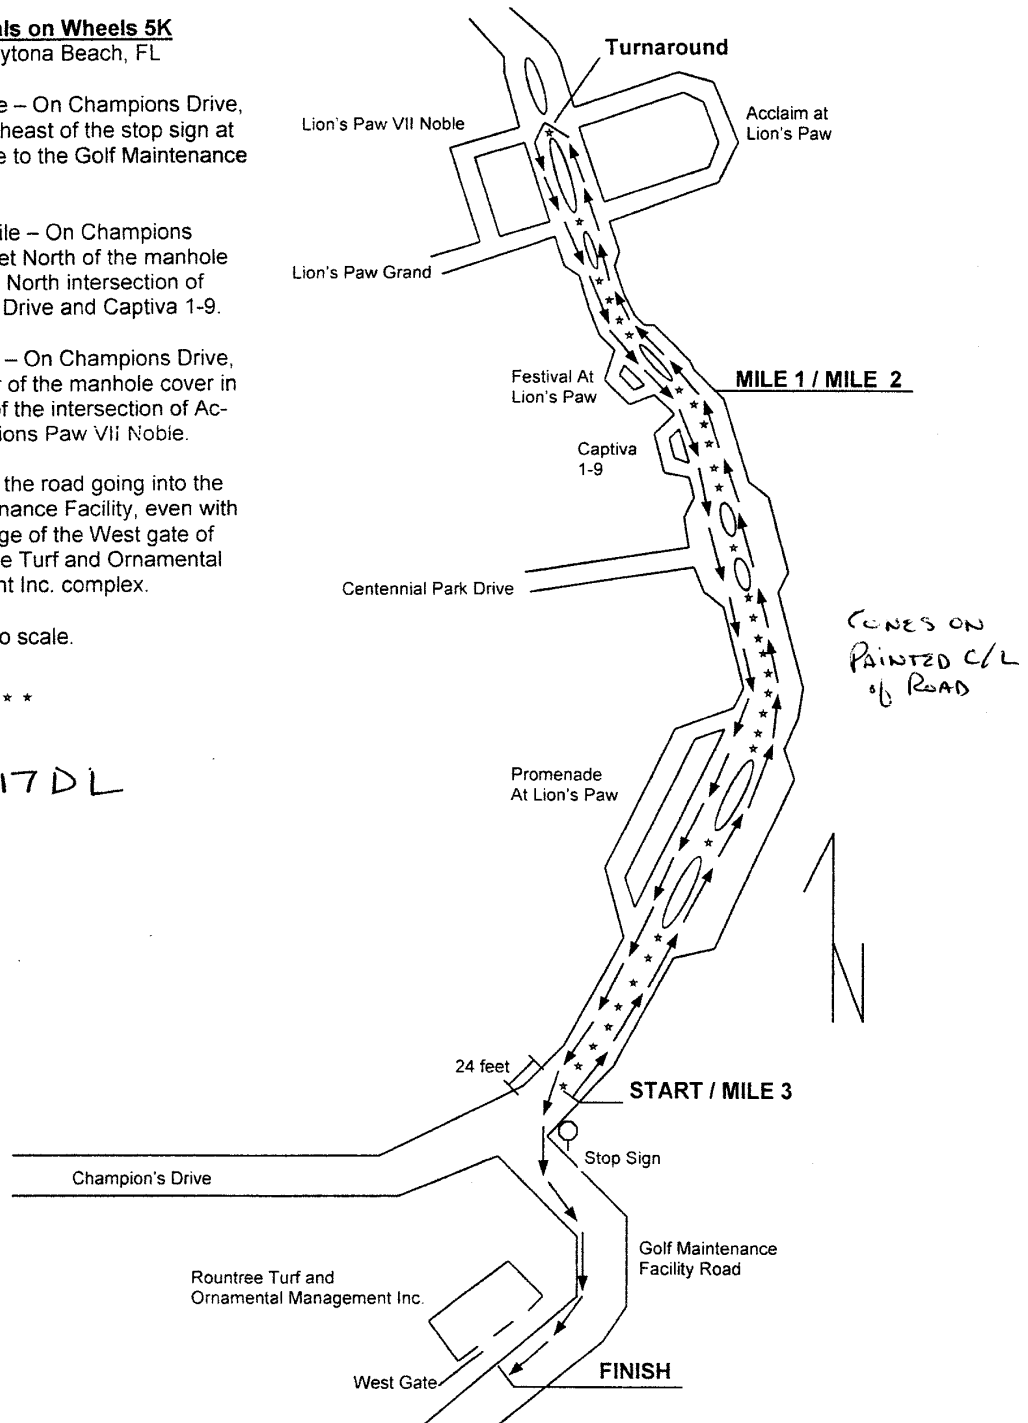 als on Wheels 5K
ytona Beach, FL
e – On Champions Drive,
heast of the stop sign at
e to the Golf Maintenance
ile – On Champions
et North of the manhole
North intersection of
Drive and Captiva 1-9.
– On Champions Drive,
r of the manhole cover in
of the intersection of Ac-
ions Paw VII Noble.
the road going into the
nance Facility, even with
ge of the West gate of
e Turf and Ornamental
nt Inc. complex.
o scale.
* *
17DL
Turnaround
Lion's Paw VII Noble
Acclaim at
Lion's Paw
Lion's Paw Grand
Festival At
Lion's Paw
MILE 1 / MILE 2
Captiva
1-9
Centennial Park Drive
CONES ON
PAINTED C/L
of ROAD
Promenade
At Lion's Paw
N
24 feet
START / MILE 3
Stop Sign
Champion's Drive
Golf Maintenance
Facility Road
Rountree Turf and
Ornamental Management Inc.
West Gate
FINISH